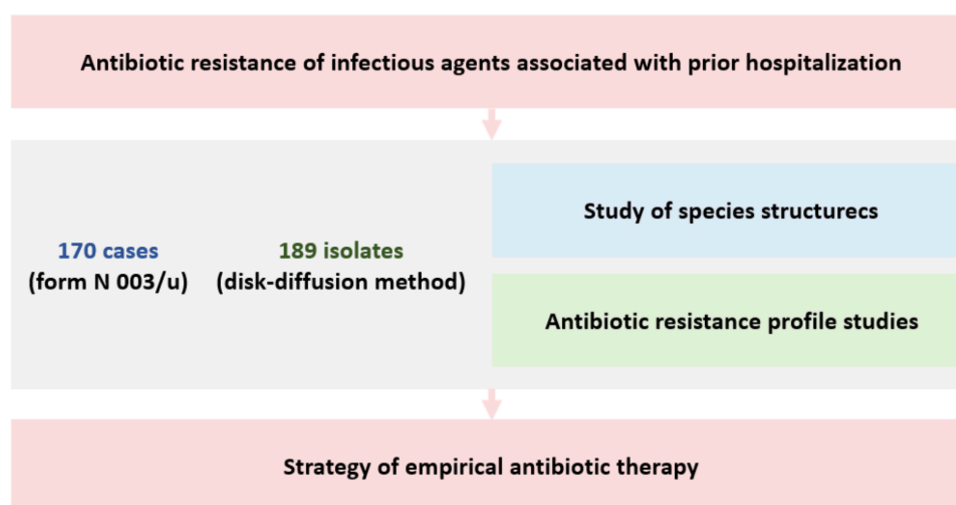 Antibiotic resistance of infectious agents associated with prior hospitalization
170 cases
(form N 003/u)
189 isolates
(disk-diffusion method)
Study of species structurecs
Antibiotic resistance profile studies
Strategy of empirical antibiotic therapy